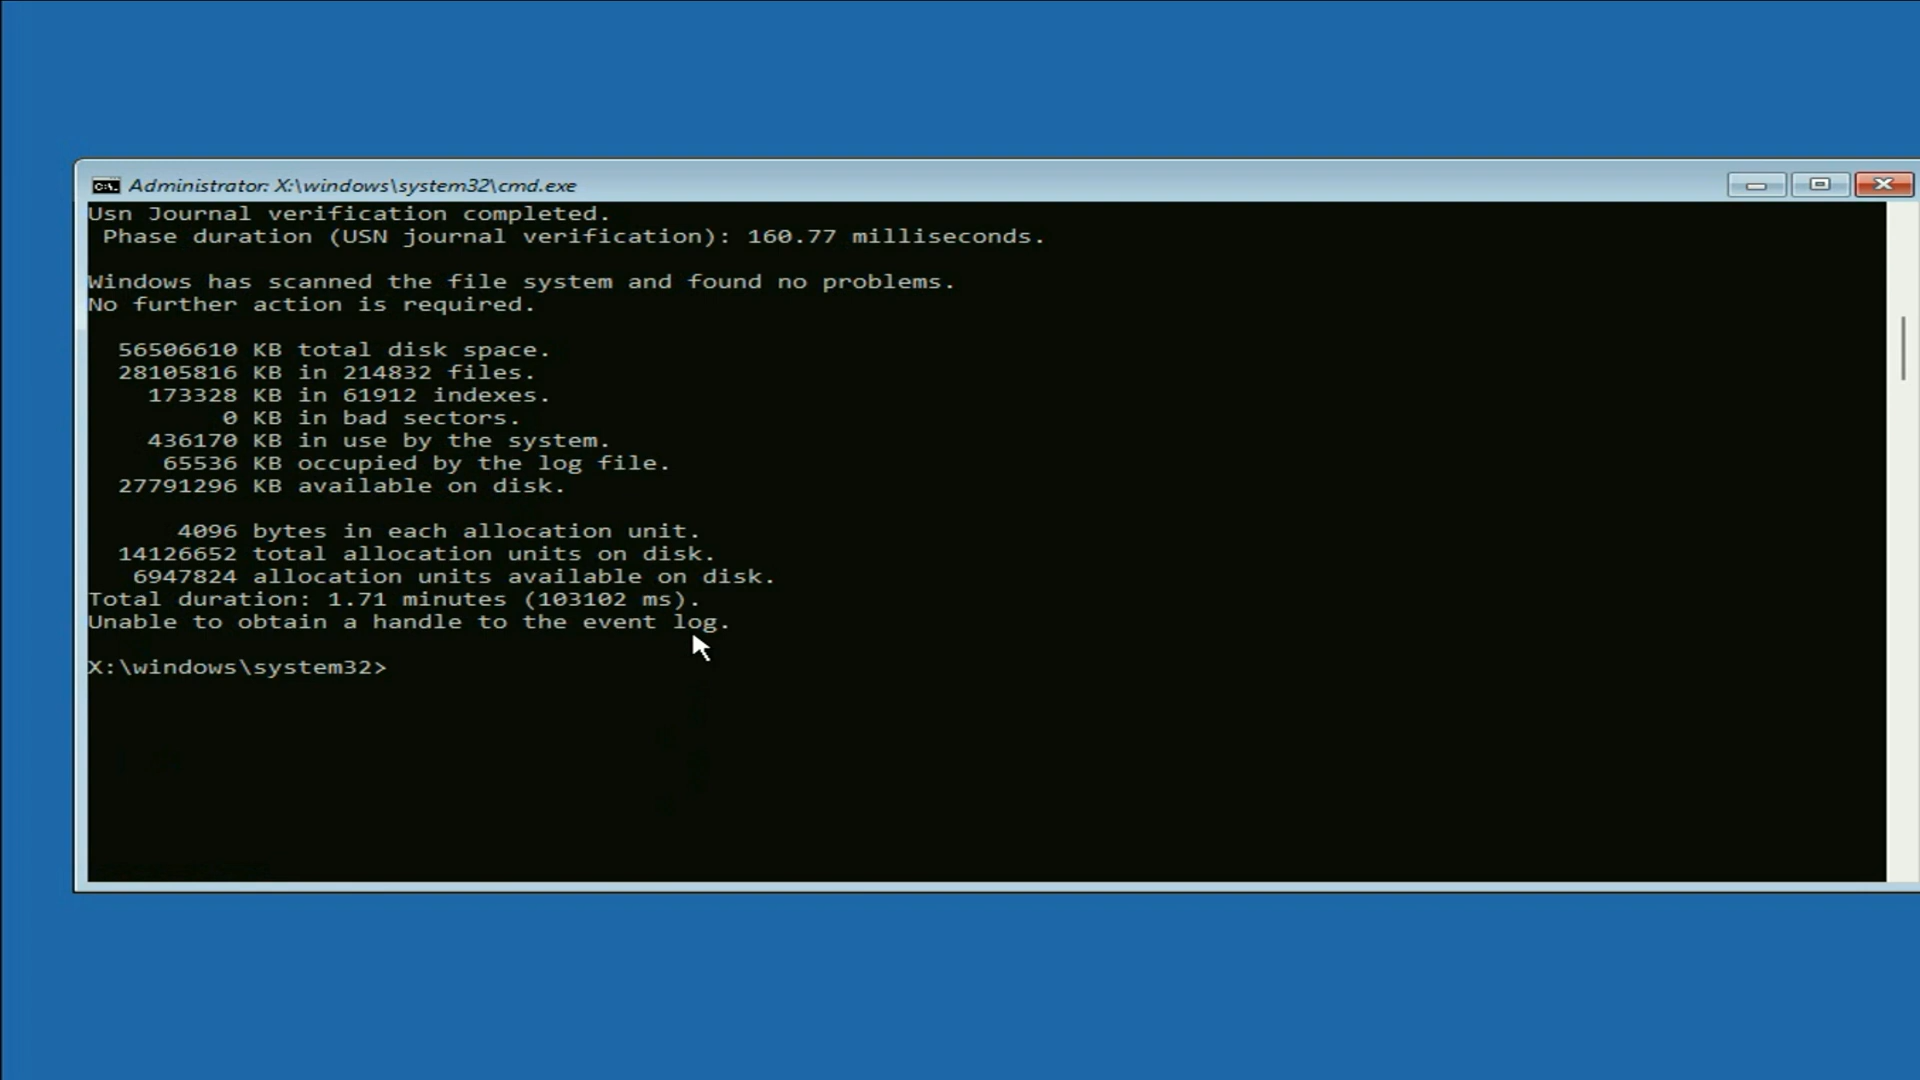 Administrator: X:\windows\system32\cmd.exe
Usn Journal verification completed.
Phase duration (USN journal verification): 160.77 milliseconds.
Windows has scanned the file system and found no problems.
No further action is required.
56506610 KB total disk space.
28105816 KB in 214832 files.
173328 KB in 61912 indexes.
0 KB in bad sectors.
436170 KB in use by the system.
65536 KB occupied by the log file.
27791296 KB available on disk.
4096 bytes in each allocation unit.
14126652 total allocation units on disk.
6947824 allocation units available on disk.
Total duration: 1.71 minutes (103102 ms).
Unable to obtain a handle to the event log.
X:\windows\system32>